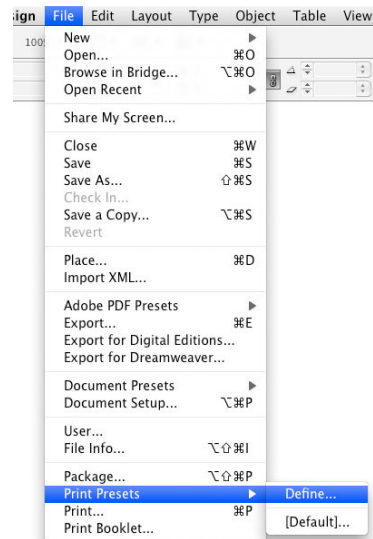 sign File Edit Layout Type Object Table View
100
New
Open... ⌘O
Browse in Bridge... ⌥⌘O
Open Recent
Share My Screen...
Close ⌘W
Save ⌘S
Save As... ⇧⌘S
Check In...
Save a Copy... ⌥⌘S
Revert
Place... ⌘D
Import XML...
Adobe PDF Presets
Export... ⌘E
Export for Digital Editions...
Export for Dreamweaver...
Document Presets
Document Setup... ⌥⌘P
User...
File Info... ⌥⇧⌘I
Package... ⌥⇧⌘P
Print Presets Define...
Print... ⌘P [Default]...
Print Booklet...